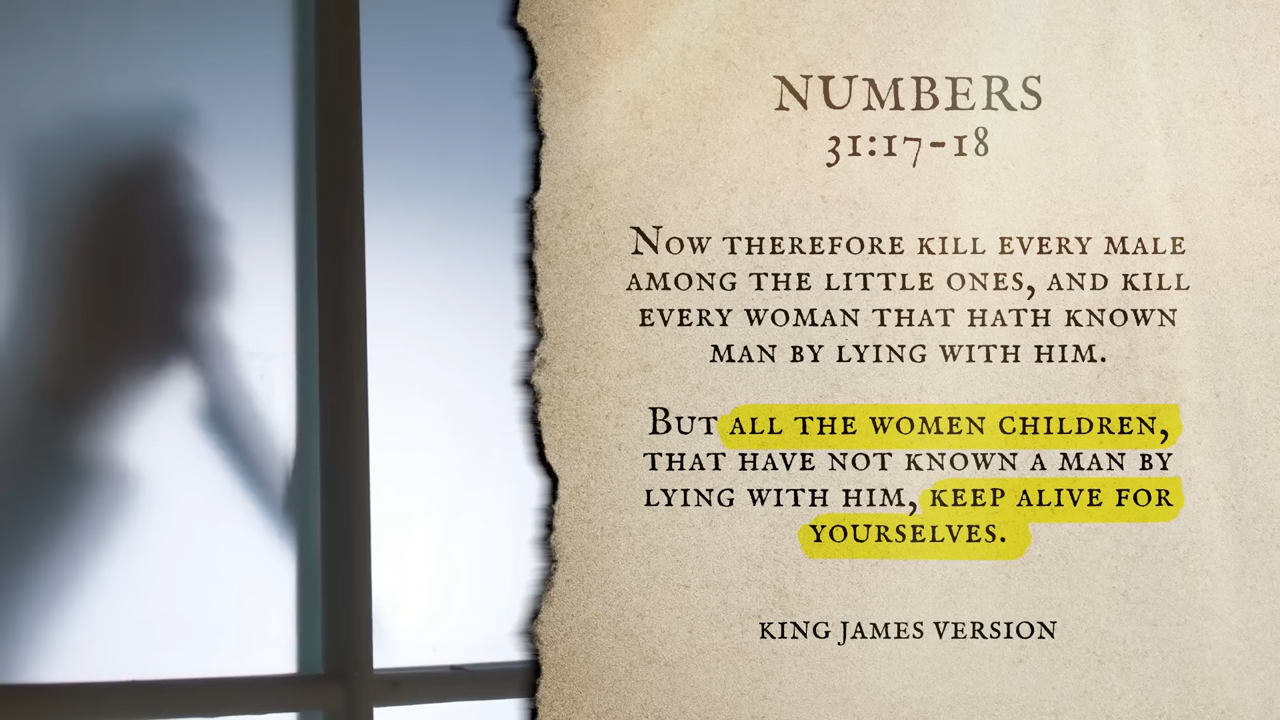 NUMBERS
31:17-18
NOW THEREFORE KILL EVERY MALE
AMONG THE LITTLE ONES, AND KILL
EVERY WOMAN THAT HATH KNOWN
MAN BY LYING WITH HIM.
BUT ALL THE WOMEN CHILDREN,
THAT HAVE NOT KNOWN A MAN BY
LYING WITH HIM, KEEP ALIVE FOR
YOURSELVES.
KING JAMES VERSION